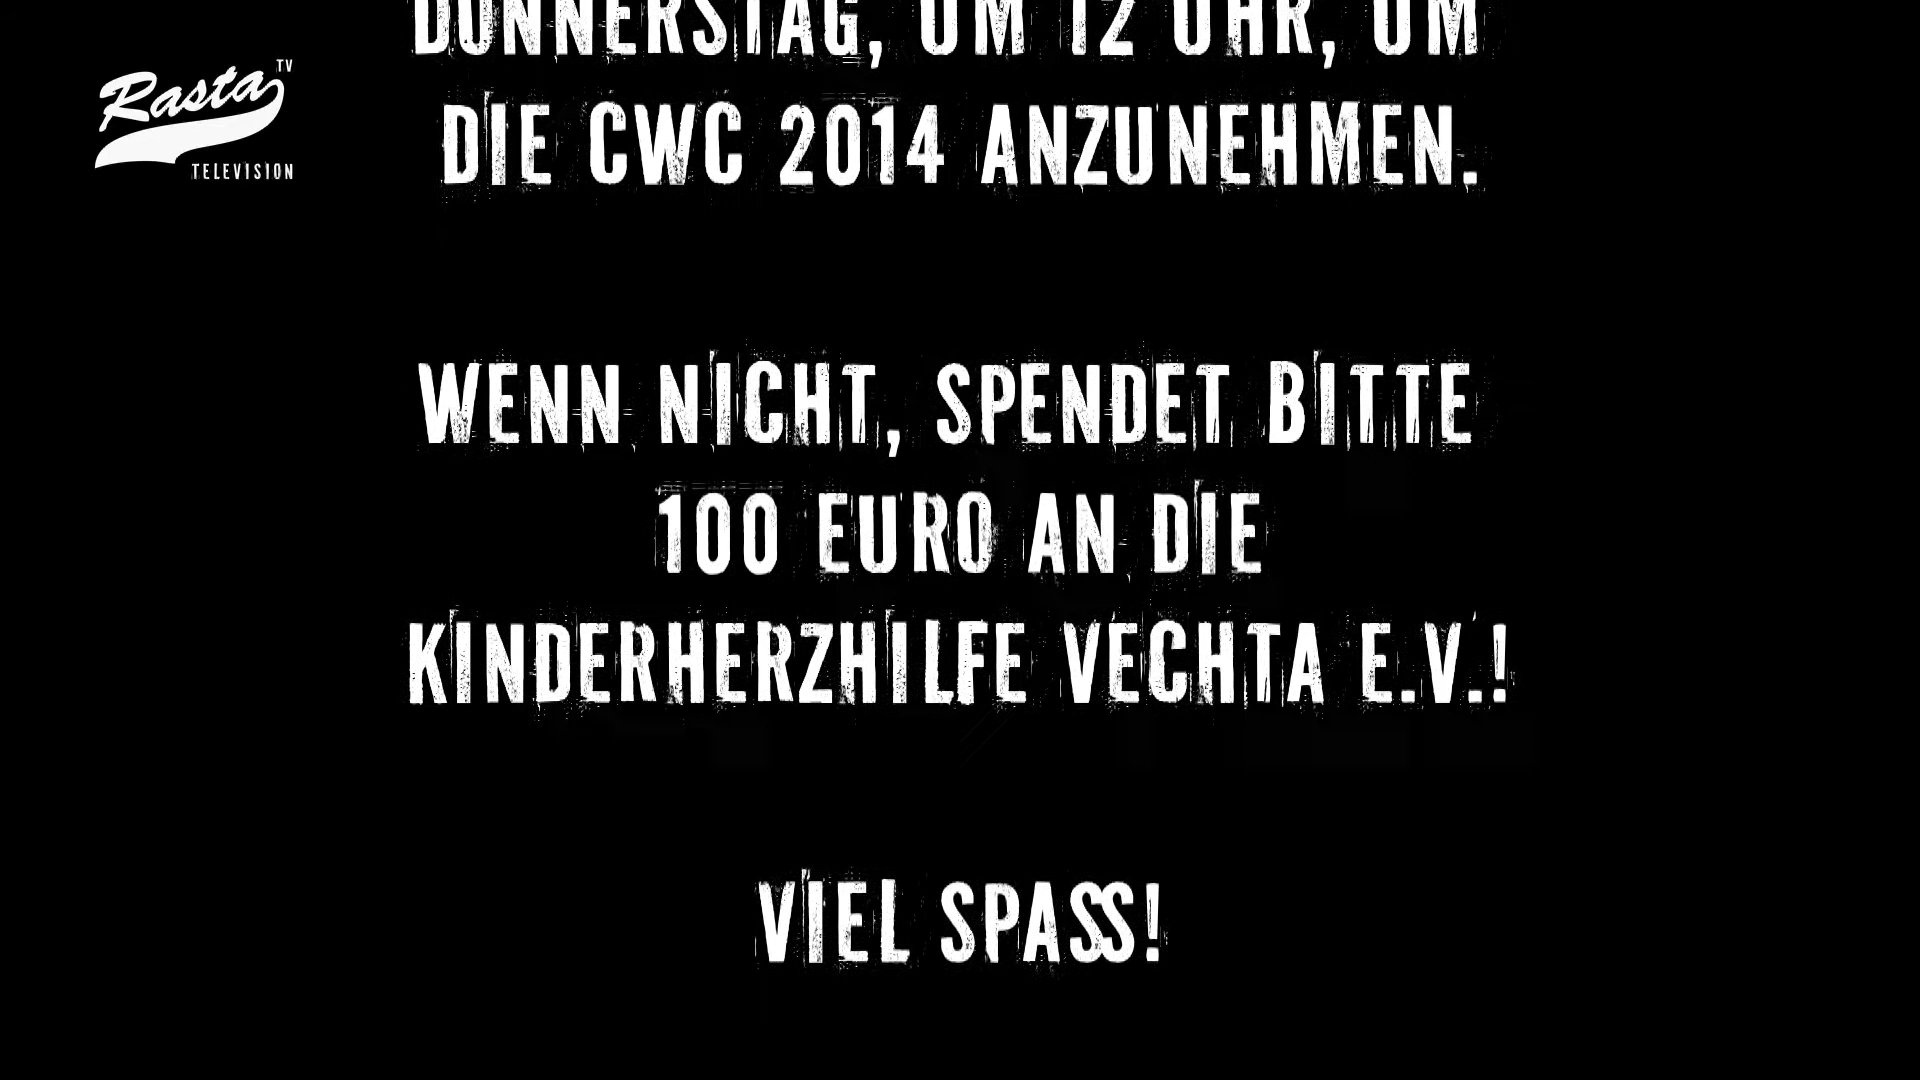 DONNERSTAG, UM 12 UHR, UM
Rasta TV
TELEVISION
DIE CWC 2014 ANZUNEHMEN.
WENN NICHT, SPENDET BITTE
100 EURO AN DIE
KINDERHERZHILFE VECHTA E.V.!
VIEL SPASS!